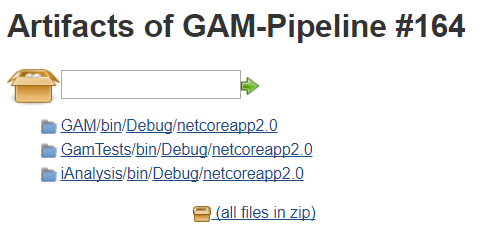 Artifacts of GAM-Pipeline #164
GAM/bin/Debug/netcoreapp2.0
GamTests/bin/Debug/netcoreapp2.0
iAnalysis/bin/Debug/netcoreapp2.0
(all files in zip)